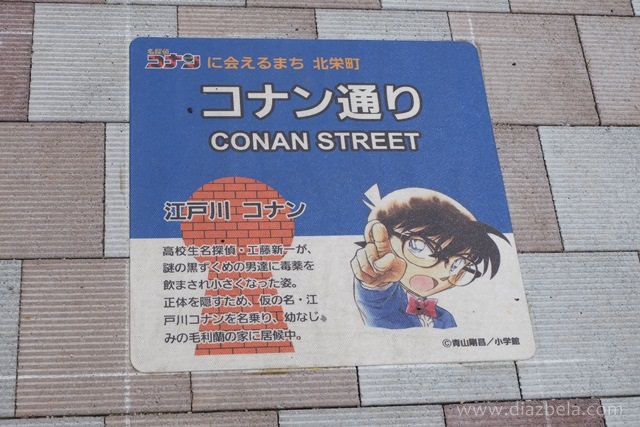 名探偵
コナン に会えるまち 北栄町
コナン通り
CONAN STREET
江戸川 コナン
高校生名探偵・工藤新一が、
謎の黒ずくめの男達に毒薬を
飲まされ小さくなった姿。
正体を隠すため、仮の名・江
戸川コナンを名乗り、幼なじ
みの毛利蘭の家に居候中。
©青山剛昌／小学館
www.diazbela.com